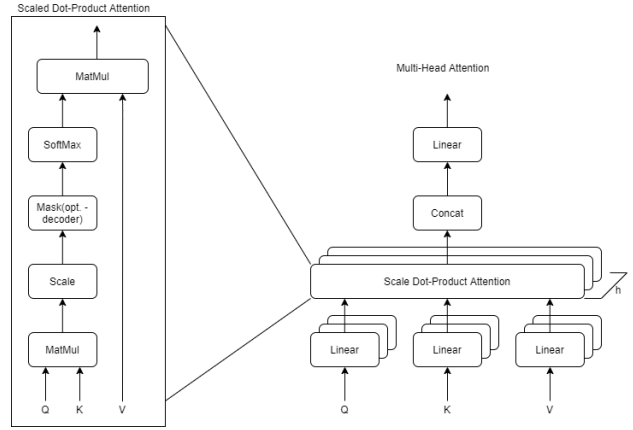 Scaled Dot-Product Attention
MatMul
SoftMax
Mask(opt. -
decoder)
Scale
MatMul
Q K V
Multi-Head Attention
Linear
Concat
Scale Dot-Product Attention
h
Linear Linear Linear
Q K V